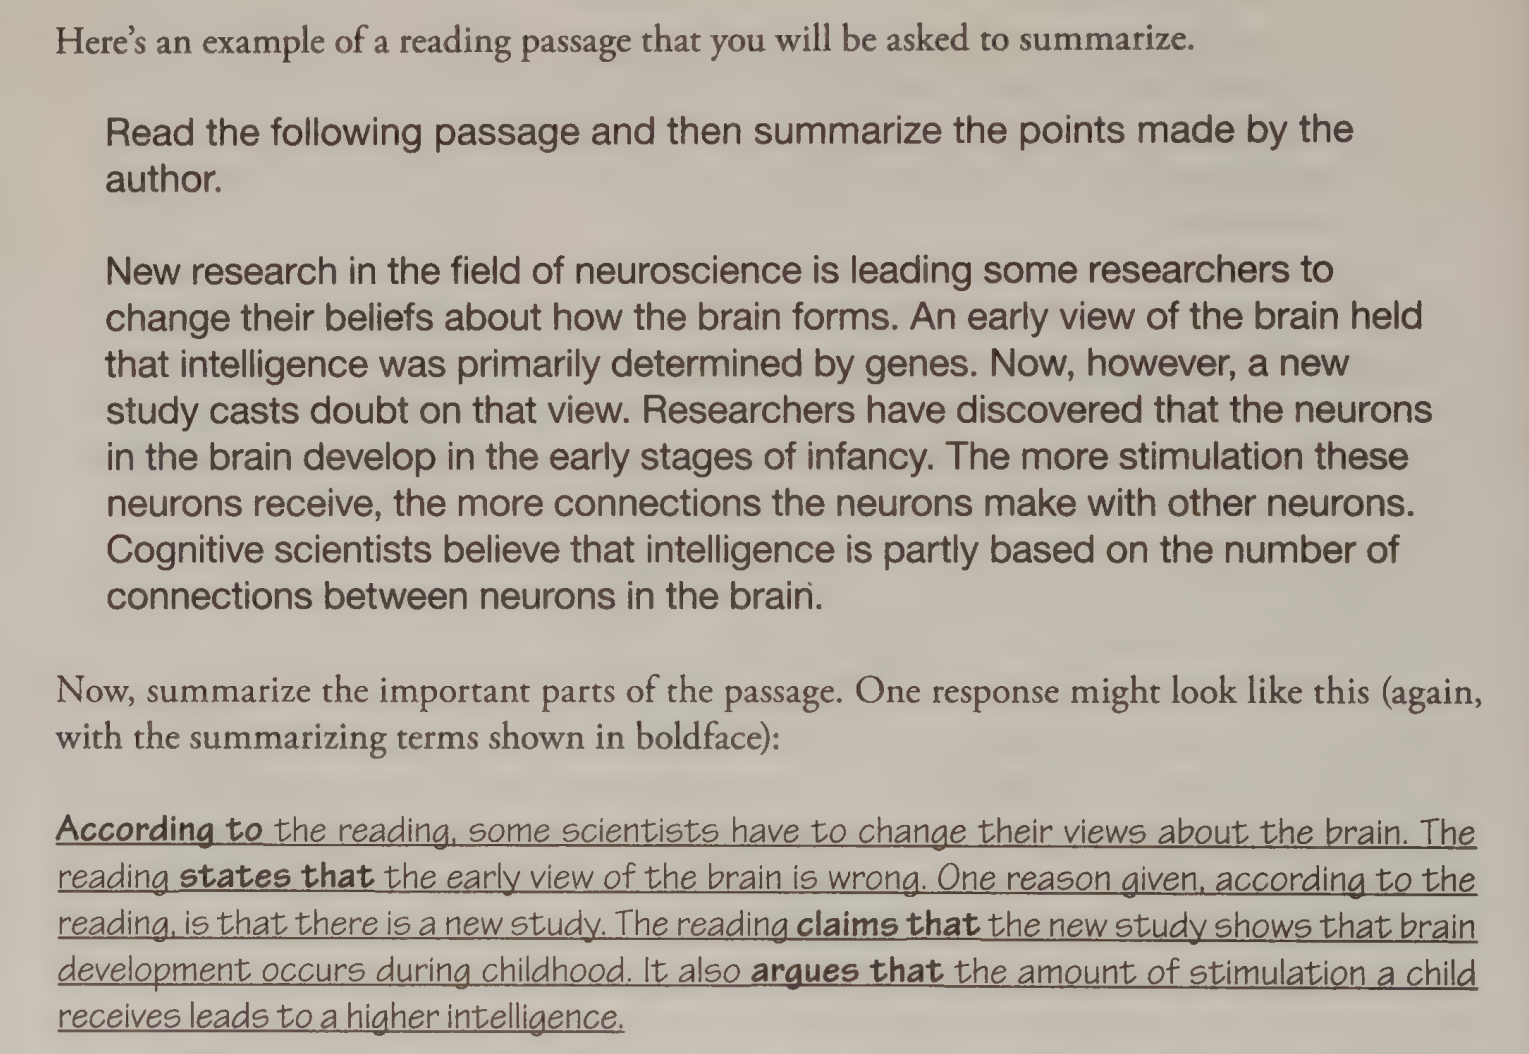 Here's an example of a reading passage that you will be asked to summarize.
Read the following passage and then summarize the points made by the
author.
New research in the field of neuroscience is leading some researchers to
change their beliefs about how the brain forms. An early view of the brain held
that intelligence was primarily determined by genes. Now, however, a new
study casts doubt on that view. Researchers have discovered that the neurons
in the brain develop in the early stages of infancy. The more stimulation these
neurons receive, the more connections the neurons make with other neurons.
Cognitive scientists believe that intelligence is partly based on the number of
connections between neurons in the brain.
Now, summarize the important parts of the passage. One response might look like this (again,
with the summarizing terms shown in boldface):
According to the reading, some scientists have to change their views about the brain. The
reading states that the early view of the brain is wrong. One reason given, according to the
reading, is that there is a new study. The reading claims that the new study shows that brain
development occurs during childhood. It also argues that the amount of stimulation a child
receives leads to a higher intelligence.